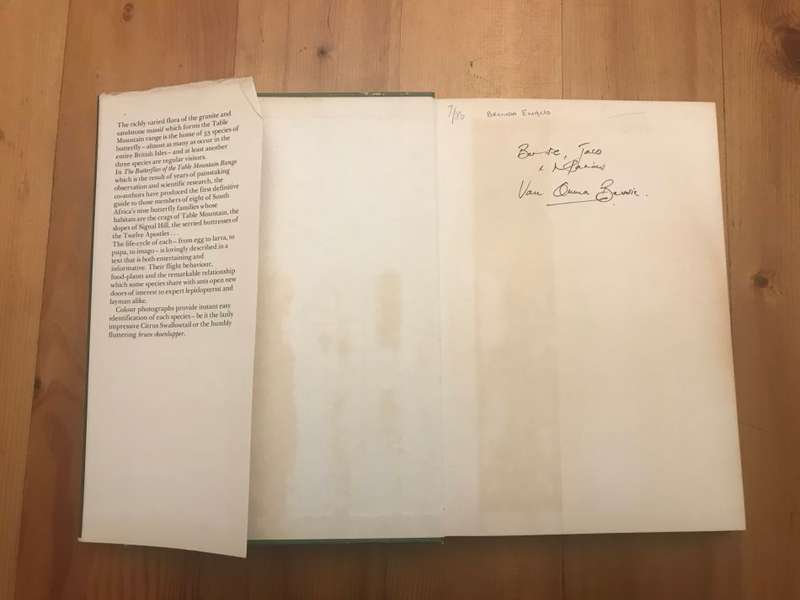 The richly varied flora of the granite and
sandstone massif which forms the Table
Mountain range is the home of 53 species of
butterfly – almost as many as occur in the
entire British Isles – and at least another
three species are regular visitors.
In The Butterflies of the Table Mountain Range
which is the result of years of painstaking
observation and scientific research, the
co-authors have produced the first definitive
guide to those members of eight of South
Africa's nine butterfly families whose
habitats are the crags of Table Mountain, the
slopes of Signal Hill, the serried buttresses of
the Twelve Apostles . . .
The life-cycle of each – from egg to larva, to
pupa, to imago – is lovingly described in a
text that is both entertaining and
informative. Their flight behaviour,
food-plants and the remarkable relationship
which some species share with ants open new
doors of interest to expert lepidopterist and
layman alike.
Colour photographs provide instant easy
identification of each species – be it the lazily
impressive Citrus Swallowtail or the humbly
fluttering bruin dooslapper.
7/80
Taco
Van Ouma